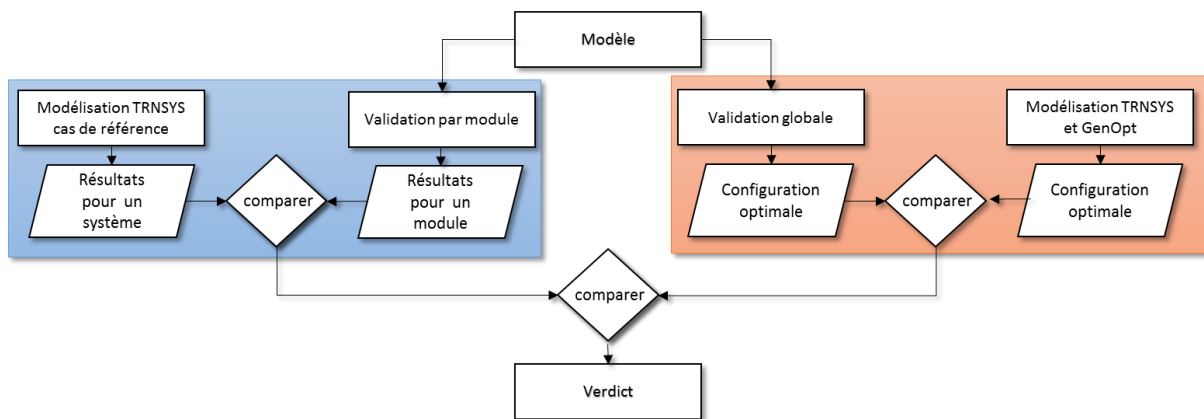 Modèle
Modélisation TRNSYS
cas de référence
Validation par module
Résultats
pour un
système
comparer
Résultats
pour un
module
Validation globale
Modélisation TRNSYS
et GenOpt
Configuration
optimale
comparer
Configuration
optimale
comparer
Verdict